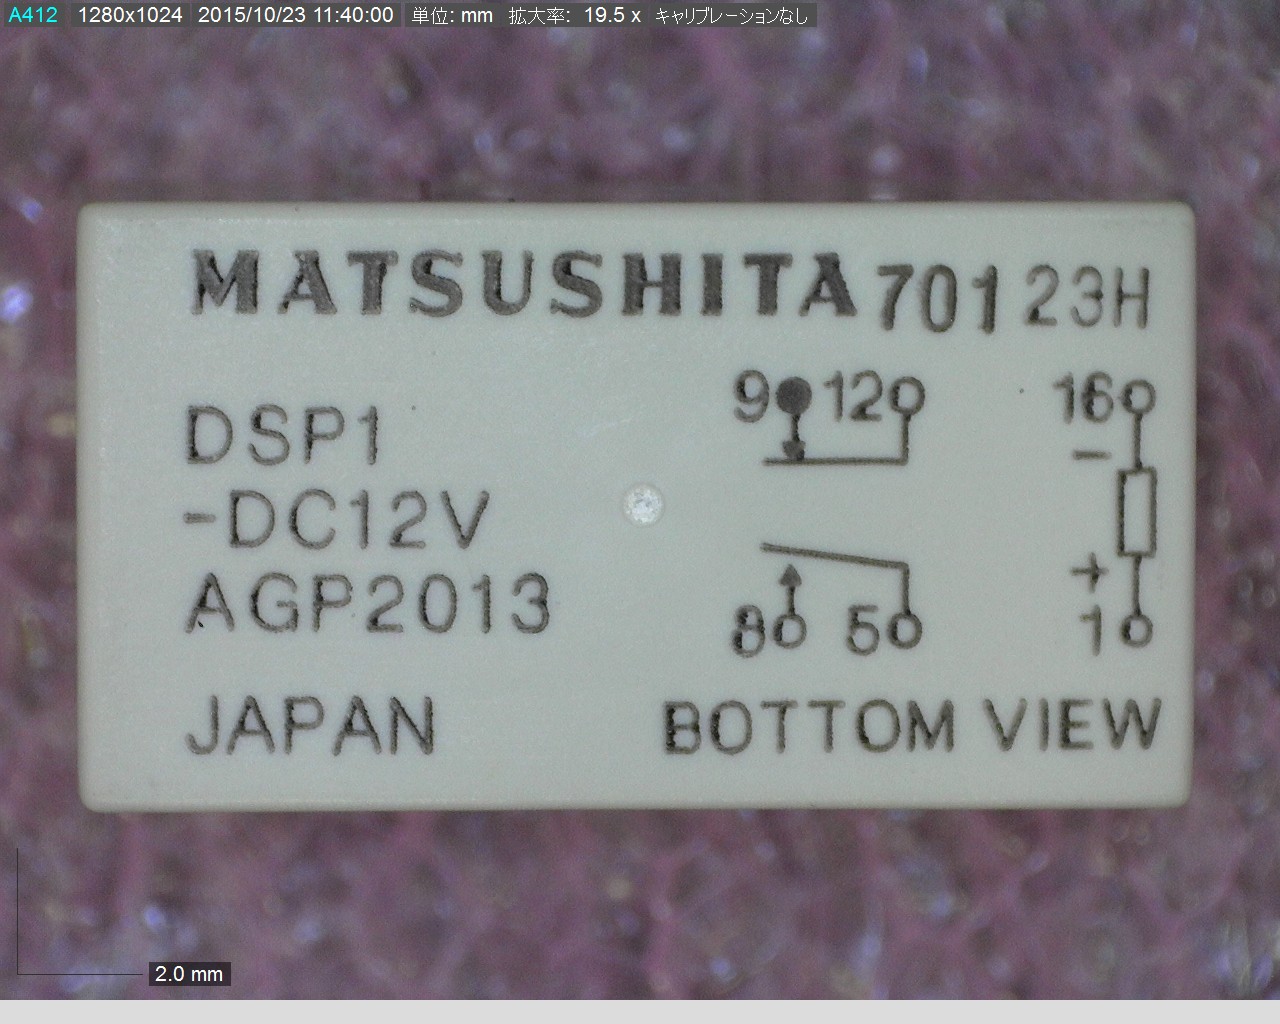 A412 1280x1024 2015/10/23 11:40:00 単位: mm 拡大率: 19.5 x キャリブレーションなし
MATSUSHITA 701 23H
9 12 16
DSP1
−
-DC12V
+
AGP2013
8 5 1
JAPAN BOTTOM VIEW
2.0 mm